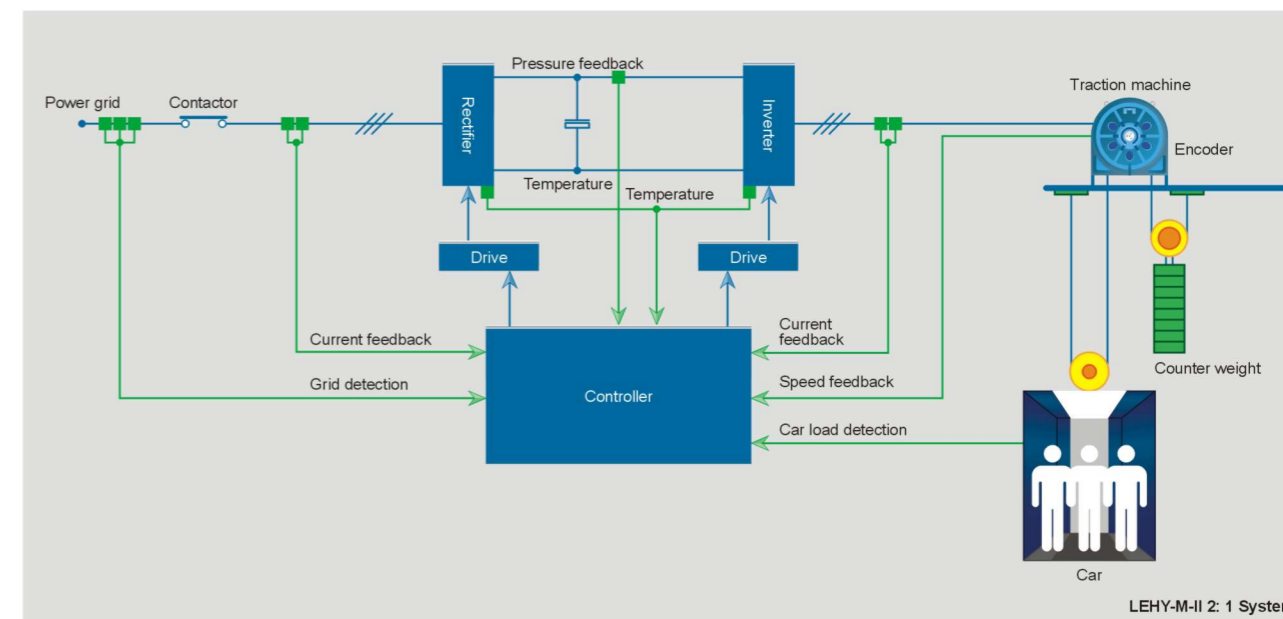 Pressure feedback
Traction machine
Power grid
Contactor
Rectifier
Inverter
Encoder
Temperature
Temperature
Drive
Drive
Current feedback
Current
feedback
Grid detection
Controller
Speed feedback
Counter weight
Car load detection
Car
LEHY-M-II 2: 1 Syster